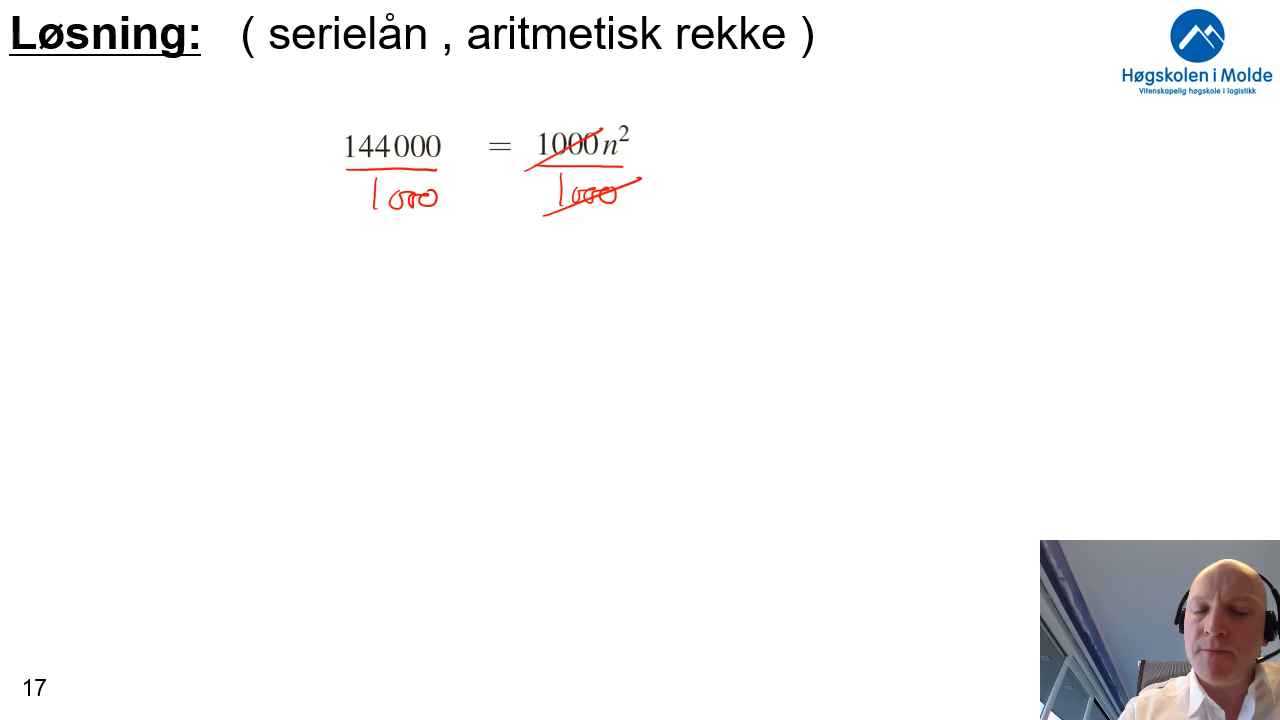 Løsning: ( serielån , aritmetisk rekke )
Høgskolen i Molde
Vitenskapelig høgskole i logistikk
144000 = 1000n²
1000 1000
17